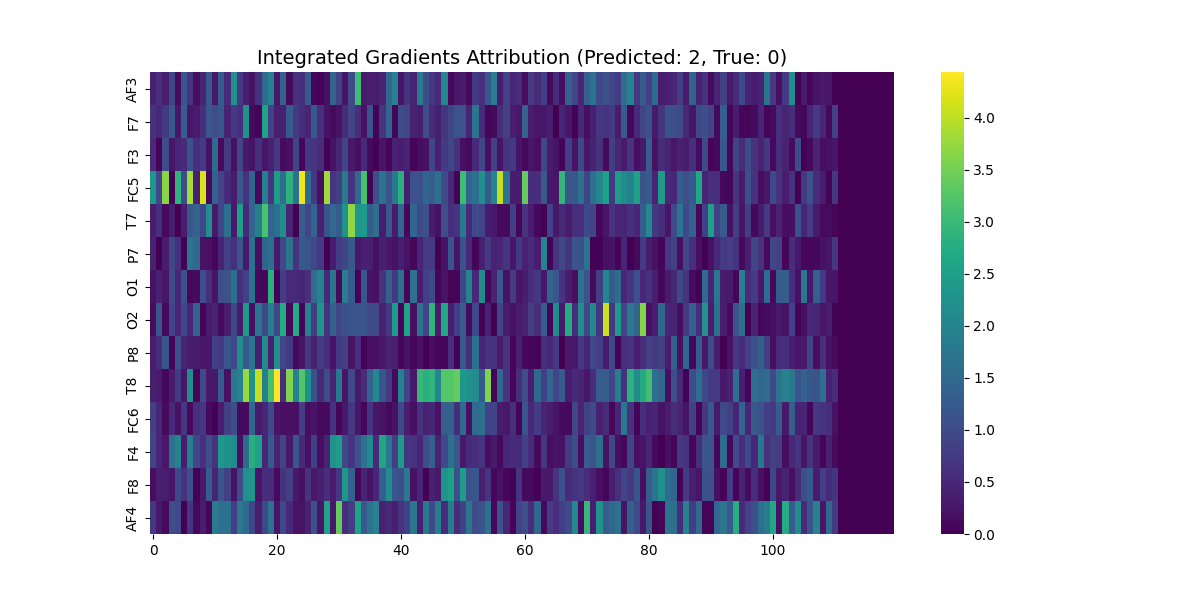 Integrated Gradients Attribution (Predicted: 2, True: 0)
AF3
F7
F3
FC5
T7
P7
O1
O2
P8
T8
FC6
F4
F8
AF4
0 20 40 60 80 100
4.0
3.5
3.0
2.5
2.0
1.5
1.0
0.5
0.0